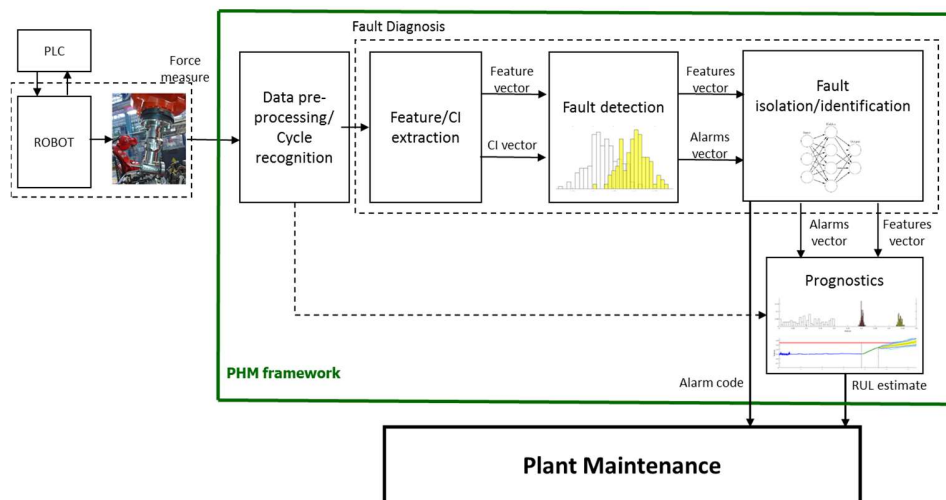 Fault Diagnosis
PLC
Force
measure
ROBOT
Data pre-
processing/
Cycle
recognition
Feature/CI
extraction
Feature
vector
CI vector
Fault detection
Features
vector
Alarms
vector
Fault
isolation/identification
Alarms
vector
Features
vector
Prognostics
PHM framework
Alarm code
RUL estimate
Plant Maintenance